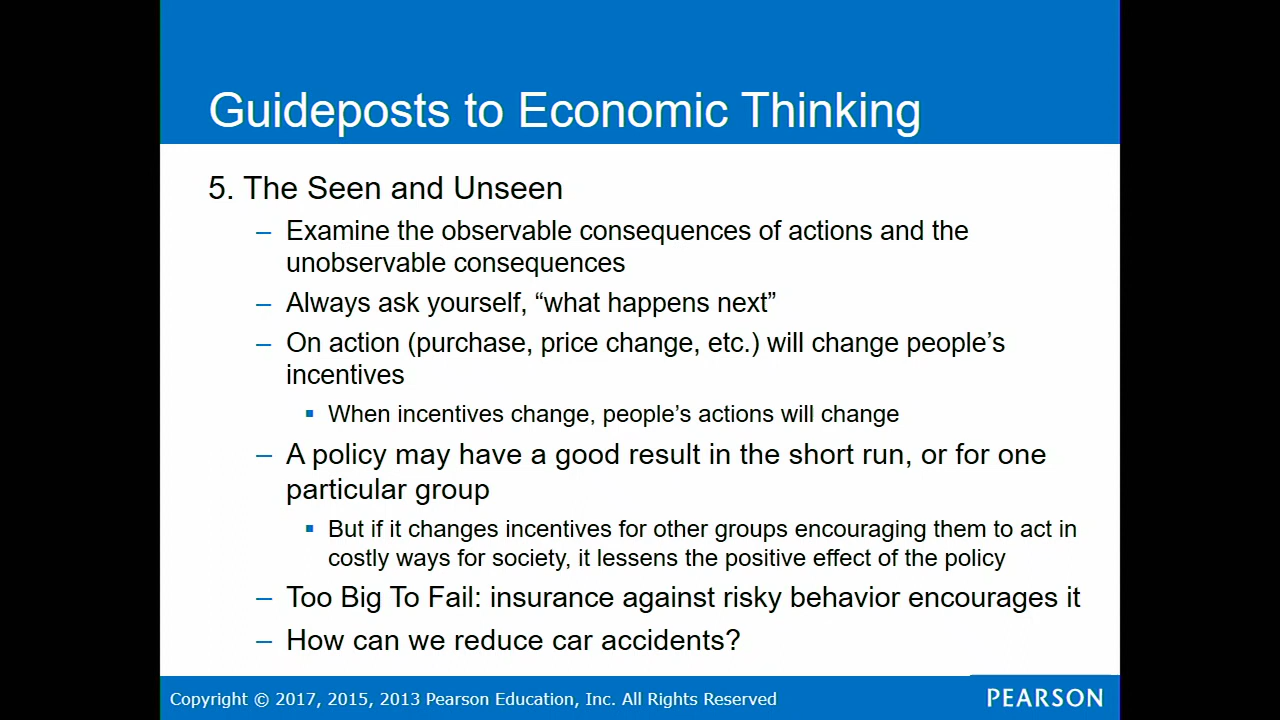 Guideposts to Economic Thinking
5. The Seen and Unseen
– Examine the observable consequences of actions and the
unobservable consequences
– Always ask yourself, “what happens next”
– On action (purchase, price change, etc.) will change people’s
incentives
▪ When incentives change, people’s actions will change
– A policy may have a good result in the short run, or for one
particular group
▪ But if it changes incentives for other groups encouraging them to act in
costly ways for society, it lessens the positive effect of the policy
– Too Big To Fail: insurance against risky behavior encourages it
– How can we reduce car accidents?
Copyright © 2017, 2015, 2013 Pearson Education, Inc. All Rights Reserved
PEARSON